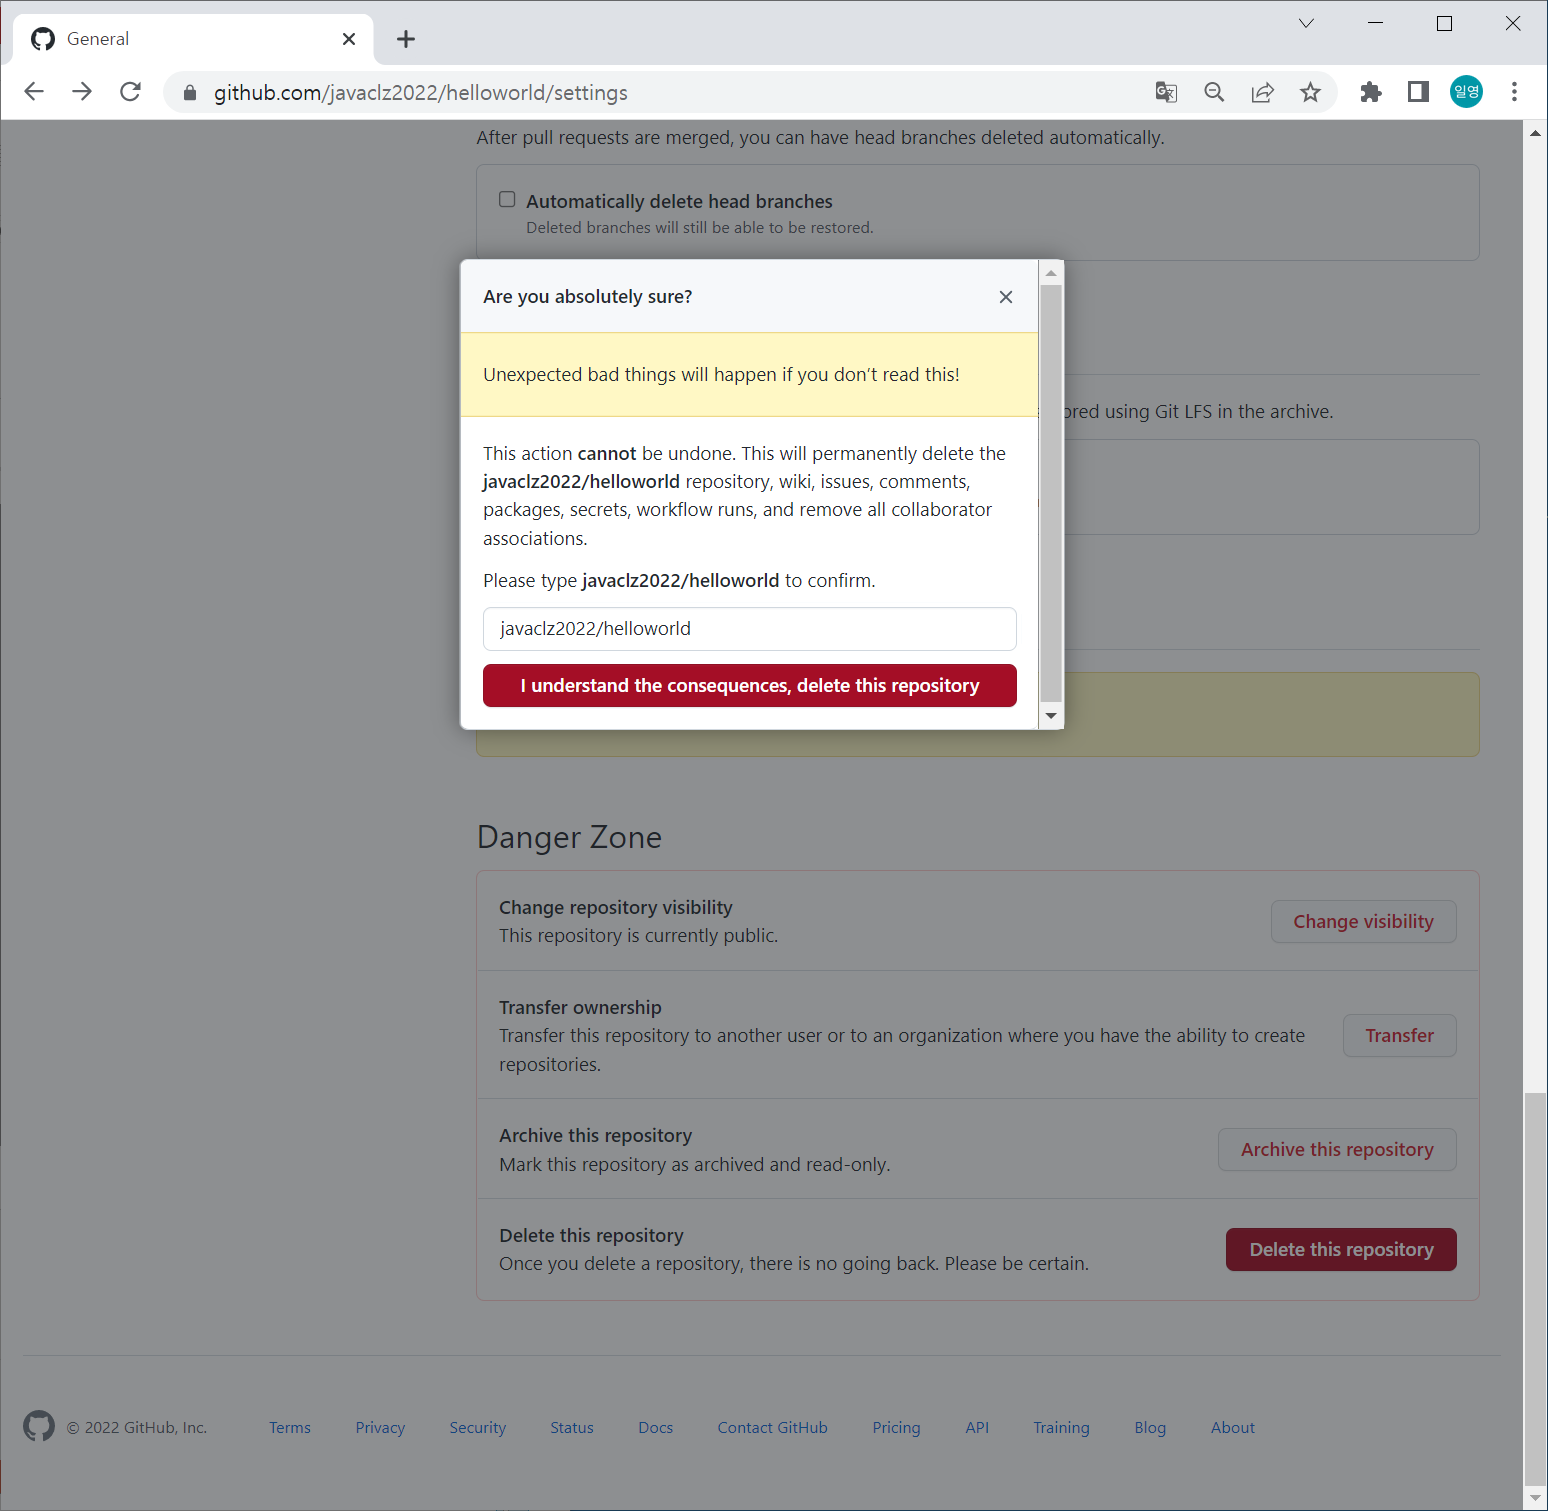 General
github.com/javaclz2022/helloworld/settings
일영
After pull requests are merged, you can have head branches deleted automatically.
Automatically delete head branches
Deleted branches will still be able to be restored.
Are you absolutely sure?
Unexpected bad things will happen if you don't read this!
using Git LFS in the archive.
This action cannot be undone. This will permanently delete the
javaclz2022/helloworld repository, wiki, issues, comments,
packages, secrets, workflow runs, and remove all collaborator
associations.
Please type javaclz2022/helloworld to confirm.
javaclz2022/helloworld
I understand the consequences, delete this repository
Danger Zone
Change repository visibility
This repository is currently public.
Change visibility
Transfer ownership
Transfer this repository to another user or to an organization where you have the ability to create
repositories.
Transfer
Archive this repository
Mark this repository as archived and read-only.
Archive this repository
Delete this repository
Once you delete a repository, there is no going back. Please be certain.
Delete this repository
© 2022 GitHub, Inc.
Terms
Privacy
Security
Status
Docs
Contact GitHub
Pricing
API
Training
Blog
About